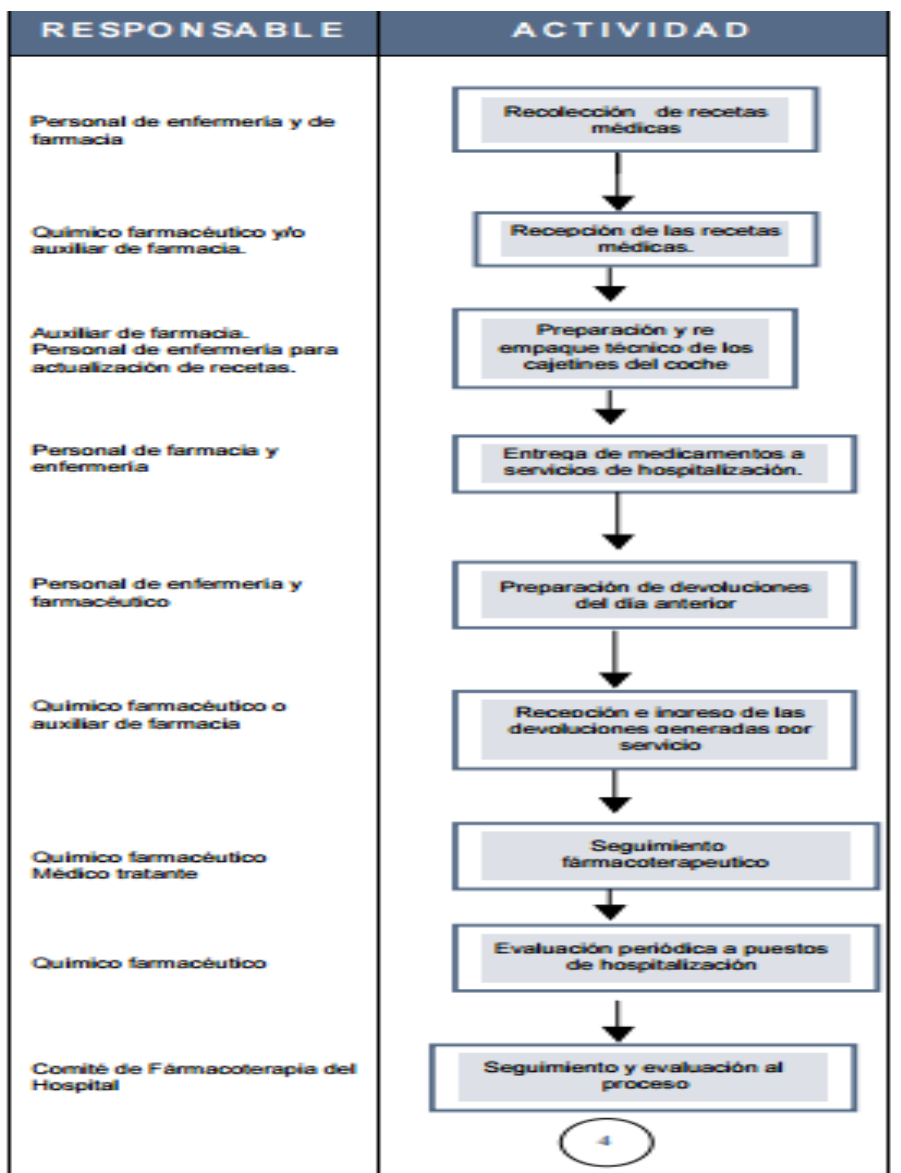 RESPONSABLE
ACTIVIDAD
Personal de enfermería y de
farmacia
Recolección de recetas
médicas
Químico farmacéutico y/o
auxiliar de farmacia.
Recepción de las recetas
médicas.
Auxiliar de farmacia.
Personal de enfermería para
actualización de recetas.
Preparación y re
empaque técnico de los
cajetines del coche
Personal de farmacia y
enfermería
Entrega de medicamentos a
servicios de hospitalización.
Personal de enfermería y
farmacéutico
Preparación de devoluciones
del día anterior
Químico farmacéutico o
auxiliar de farmacia
Recepción e ingreso de las
devoluciones generadas por
servicio
Químico farmacéutico
Médico tratante
Seguimiento
fármacoterapeutico
Químico farmacéutico
Evaluación periódica a puestos
de hospitalización
Comité de Fármacoterapia del
Hospital
Seguimiento y evaluación al
proceso
4